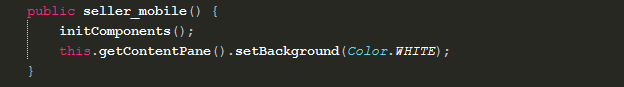 public seller_mobile() {
    initComponents();
    this.getContentPane().setBackground(Color.WHITE);
}